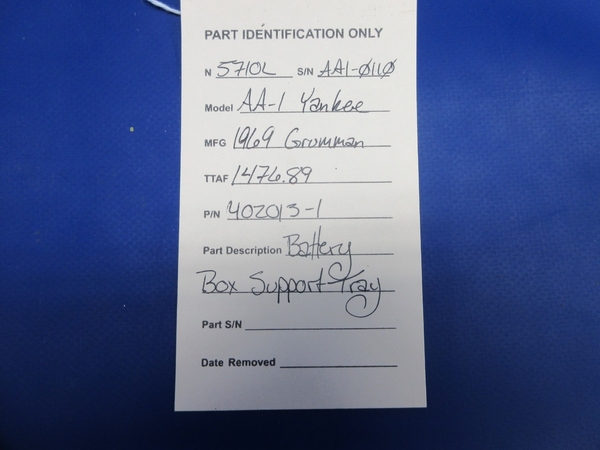 PART IDENTIFICATION ONLY
N 5710L S/N AA1-Ø11Ø
Model AA-1 Yankee
MFG 1969 Grumman
TTAF 1476.89
P/N 402013-1
Part Description Battery
Box Support Tray
Part S/N
Date Removed